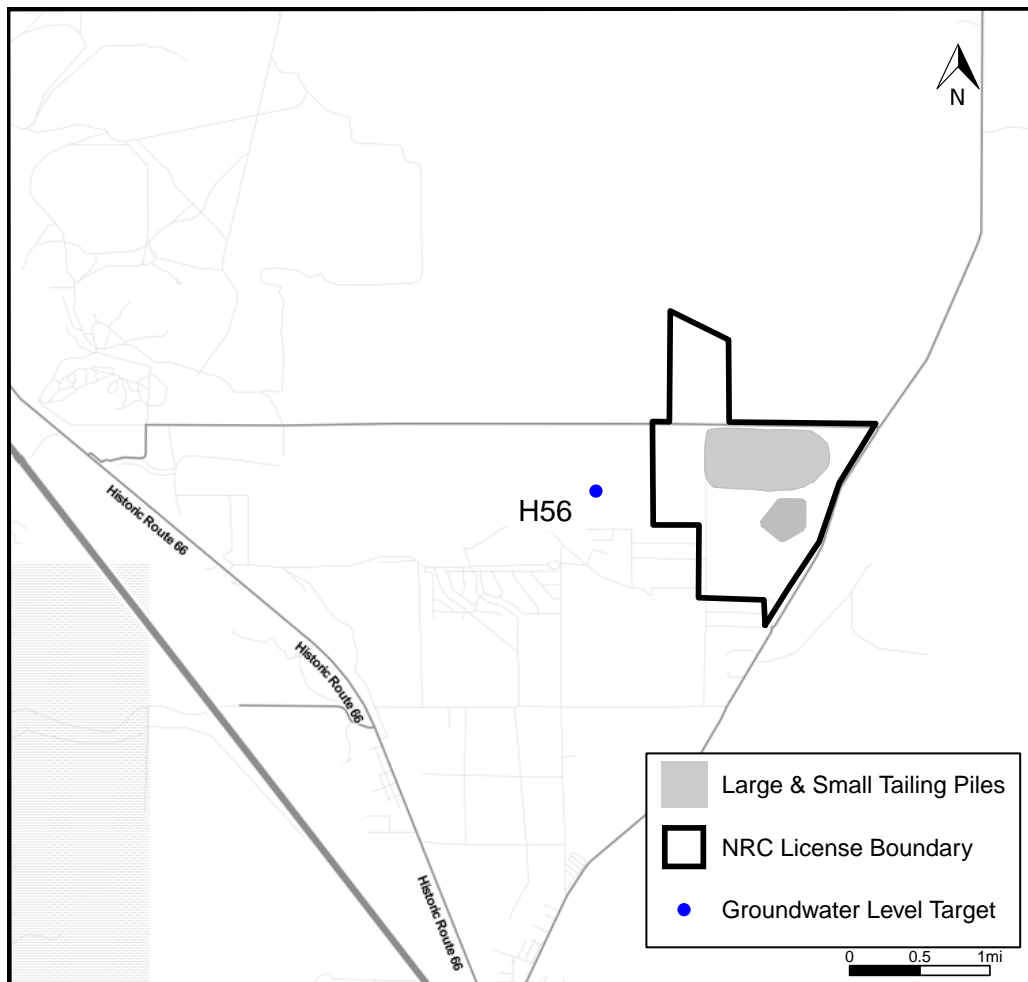 N
H56
Historic Route 66
Historic Route 66
Historic Route 66
Large & Small Tailing Piles
NRC License Boundary
Groundwater Level Target
0 0.5 1mi